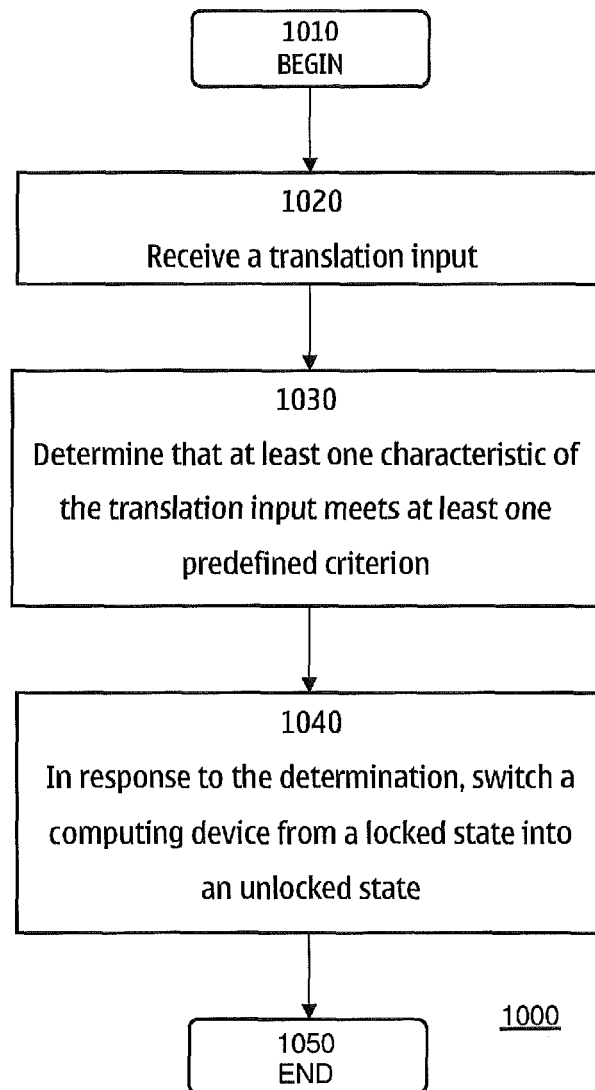 1010
BEGIN
1020
Receive a translation input
1030
Determine that at least one characteristic of
the translation input meets at least one
predefined criterion
1040
In response to the determination, switch a
computing device from a locked state into
an unlocked state
1000
1050
END